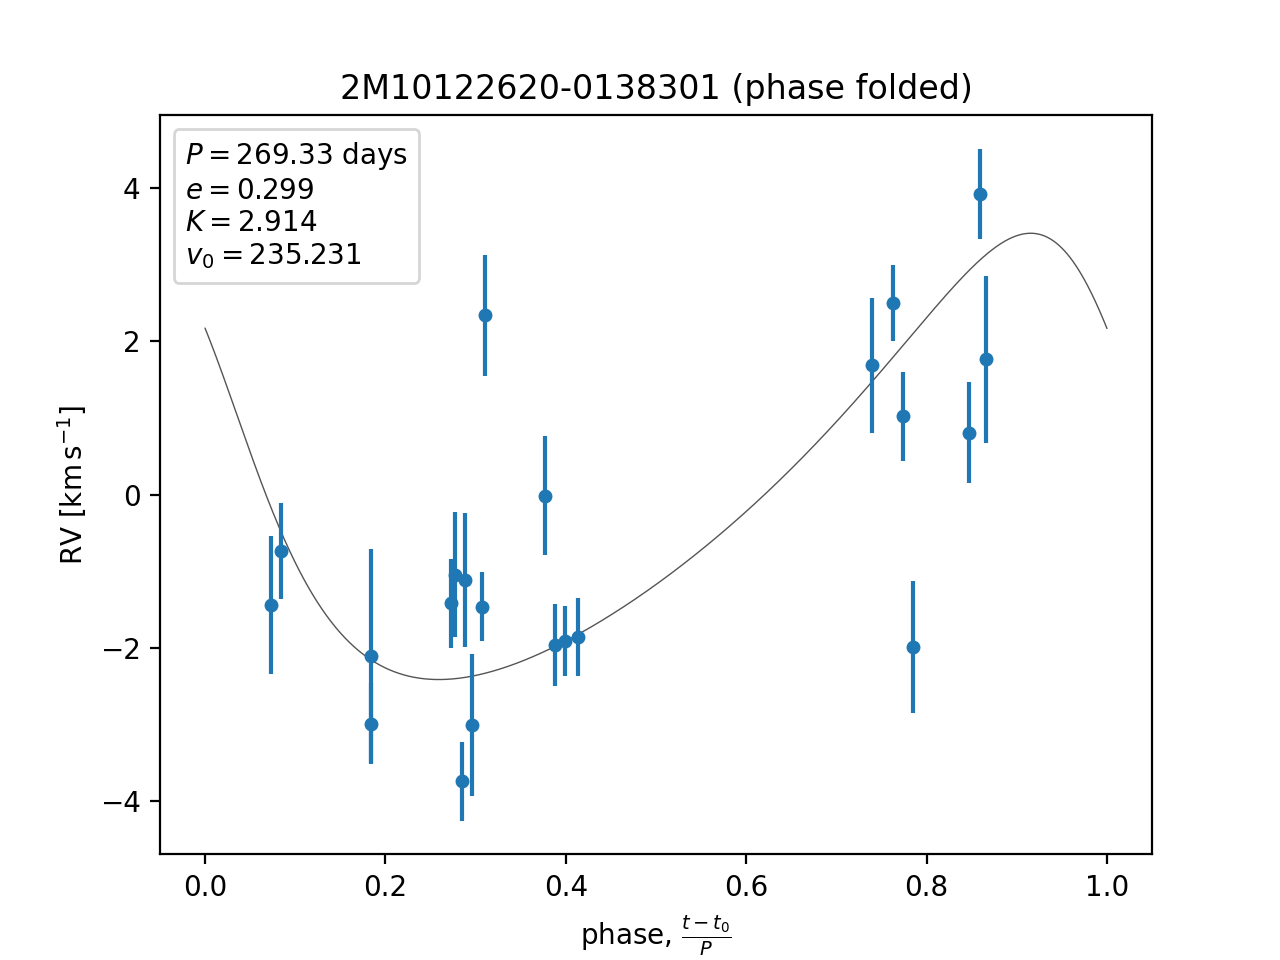 2M10122620-0138301 (phase folded)
P = 269.33 days
e = 0.299
K = 2.914
v₀ = 235.231
4
2
0
−2
−4
RV [km s⁻¹]
0.0 0.2 0.4 0.6 0.8 1.0
phase, (t − t₀)/P